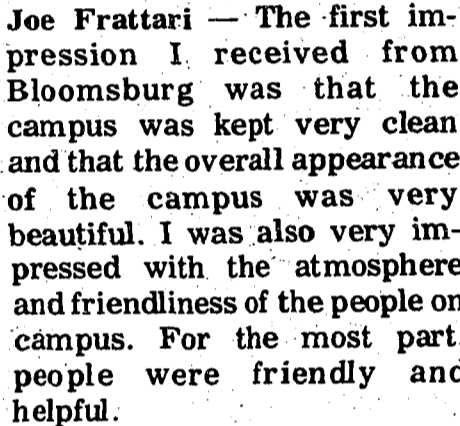 Joe Frattari — The first im-
pression I received from
Bloomsburg was that the
campus was kept very clean
and that the overall appearance
of the campus was very
beautiful. I was also very im-
pressed with the atmosphere
and friendliness of the people on
campus. For the most part
people were friendly and
helpful.